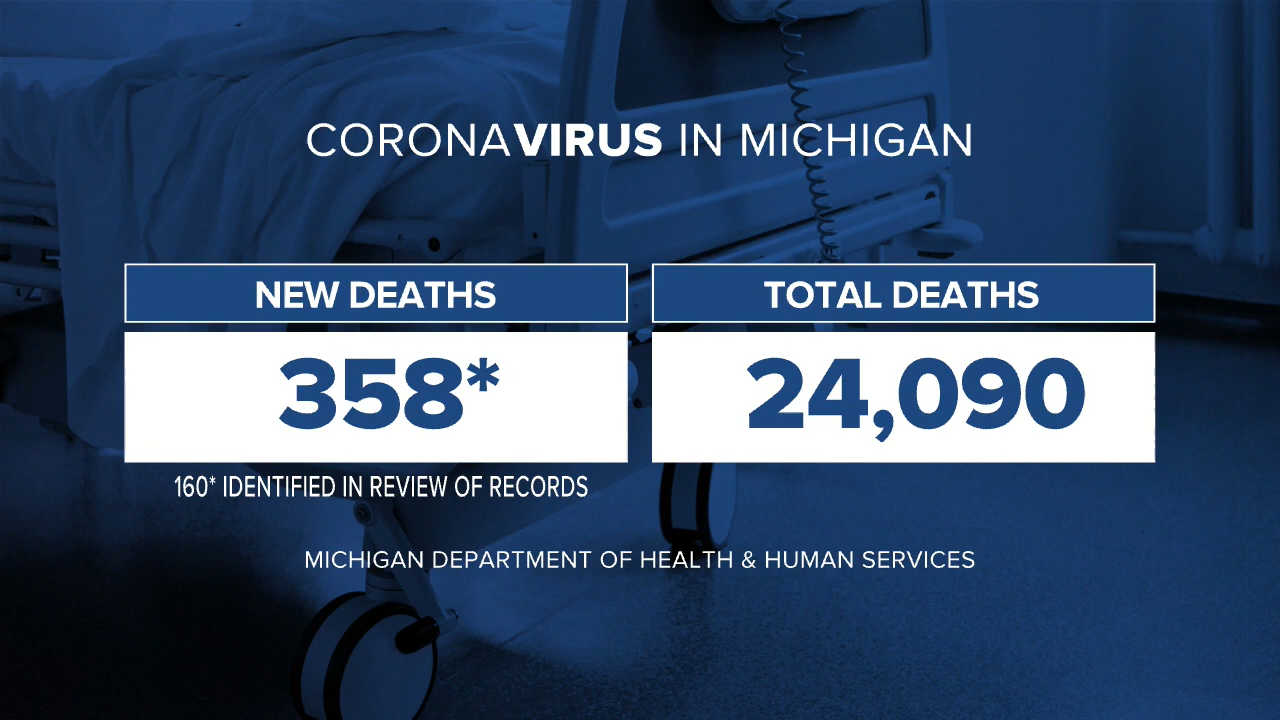 CORONAVIRUS IN MICHIGAN
NEW DEATHS
358*
160* IDENTIFIED IN REVIEW OF RECORDS
TOTAL DEATHS
24,090
MICHIGAN DEPARTMENT OF HEALTH & HUMAN SERVICES